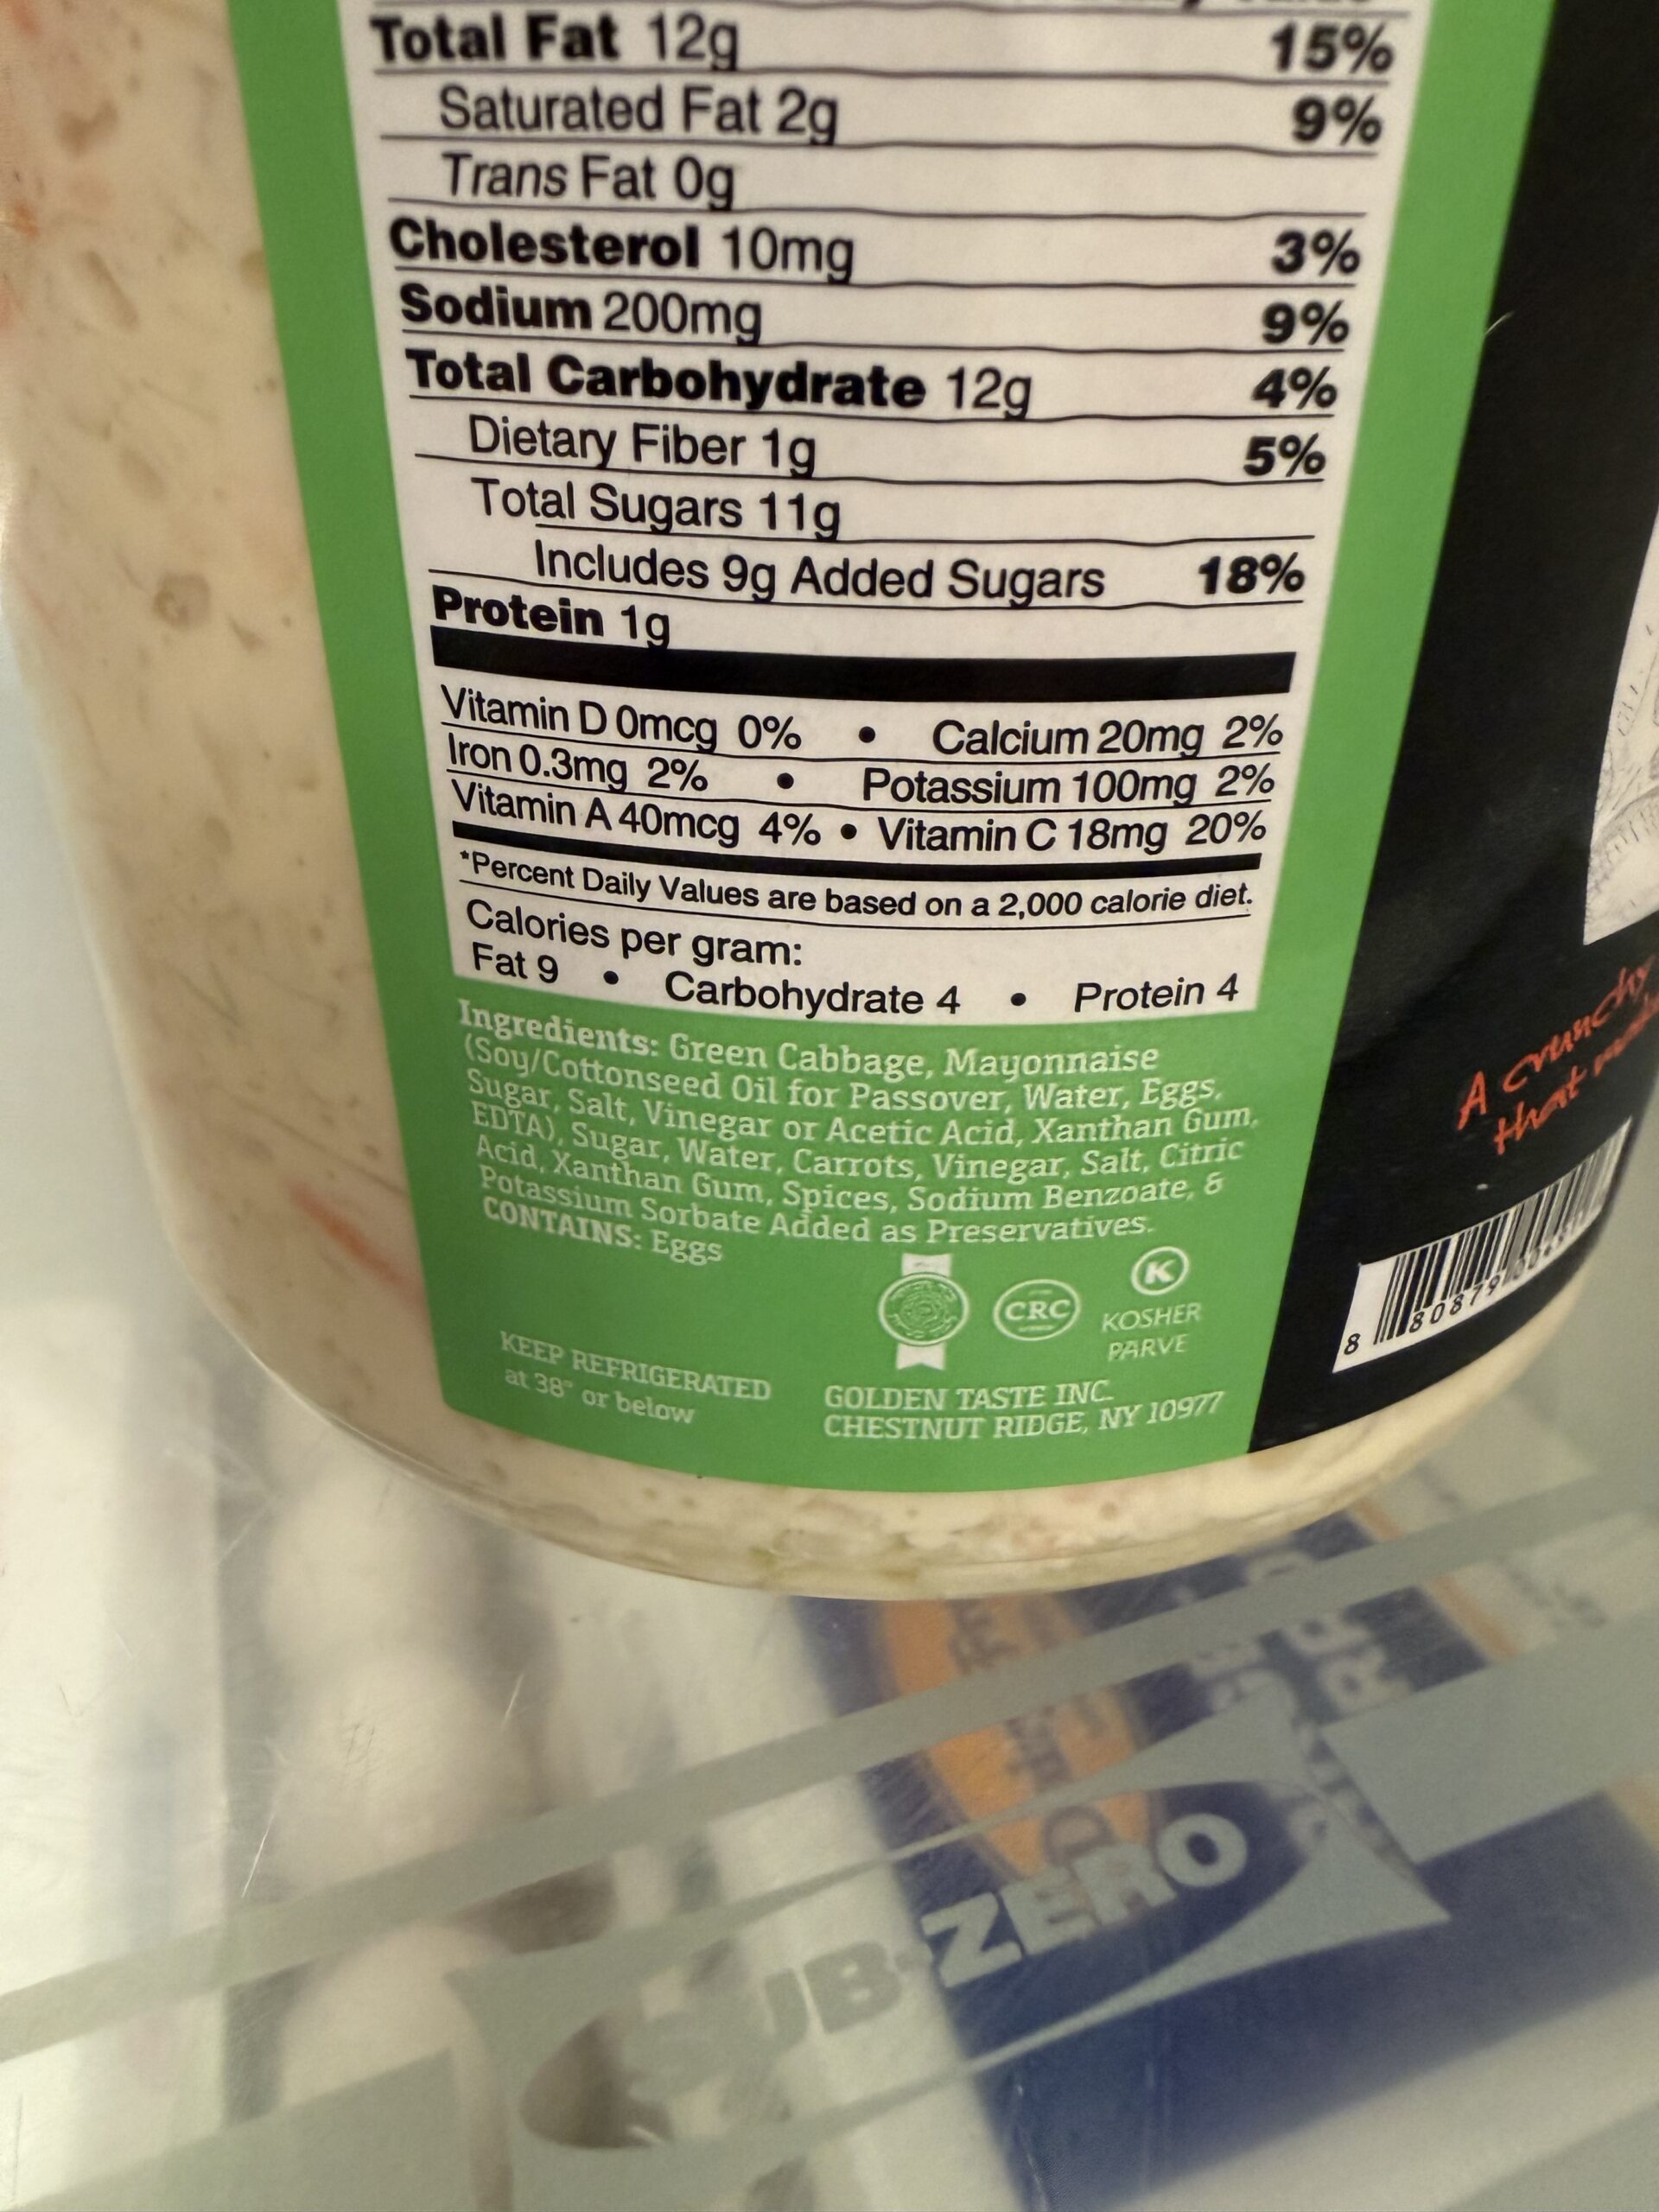 Total Fat 12g 15%
Saturated Fat 2g 9%
Trans Fat 0g
Cholesterol 10mg 3%
Sodium 200mg 9%
Total Carbohydrate 12g 4%
Dietary Fiber 1g 5%
Total Sugars 11g
Includes 9g Added Sugars 18%
Protein 1g
Vitamin D 0mcg 0% • Calcium 20mg 2%
Iron 0.3mg 2% • Potassium 100mg 2%
Vitamin A 40mcg 4% • Vitamin C 18mg 20%
*Percent Daily Values are based on a 2,000 calorie diet.
Calories per gram:
Fat 9 • Carbohydrate 4 • Protein 4
Ingredients: Green Cabbage, Mayonnaise
(Soy/Cottonseed Oil for Passover, Water, Eggs,
Sugar, Salt, Vinegar or Acetic Acid, Xanthan Gum,
EDTA), Sugar, Water, Carrots, Vinegar, Salt, Citric
Acid, Xanthan Gum, Spices, Sodium Benzoate, &
Potassium Sorbate Added as Preservatives.
CONTAINS: Eggs
CRC
K
KOSHER
PARVE
KEEP REFRIGERATED
at 38° or below
GOLDEN TASTE INC.
CHESTNUT RIDGE, NY 10977
A crunchy
that
8 80879
SUB-ZERO